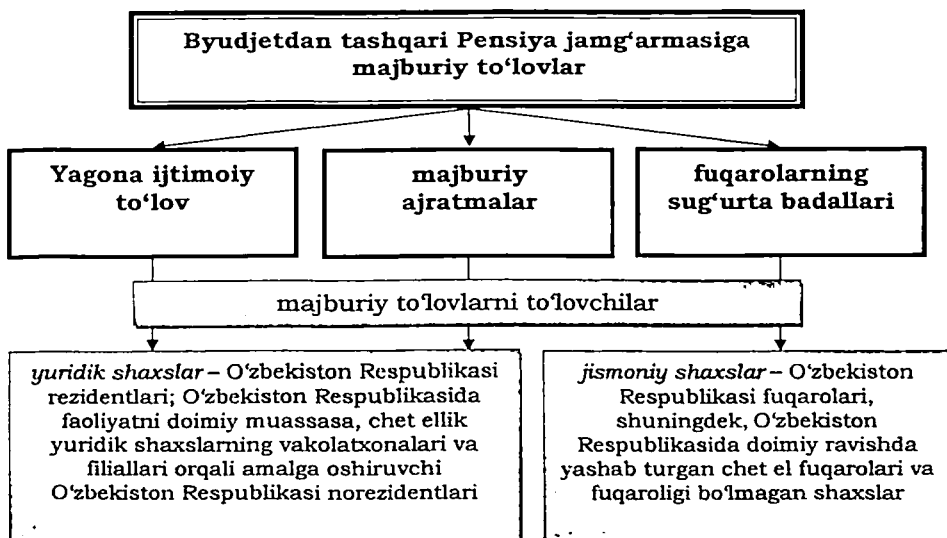 Byudjetdan tashqari Pensiya jamg‘armasiga
majburiy to‘lovlar
Yagona ijtimoiy
to‘lov
majburiy
ajratmalar
fuqarolarning
sug‘urta badallari
majburiy to‘lovlarni to‘lovchilar
yuridik shaxslar – O‘zbekiston Respublikasi
rezidentlari; O‘zbekiston Respublikasida
faoliyatni doimiy muassasa, chet ellik
yuridik shaxslarning vakolatxonalari va
filiallari orqali amalga oshiruvchi
O‘zbekiston Respublikasi norezidentlari
jismoniy shaxslar – O‘zbekiston
Respublikasi fuqarolari,
shuningdek, O‘zbekiston
Respublikasida doimiy ravishda
yashab turgan chet el fuqarolari va
fuqaroligi bo‘lmagan shaxslar